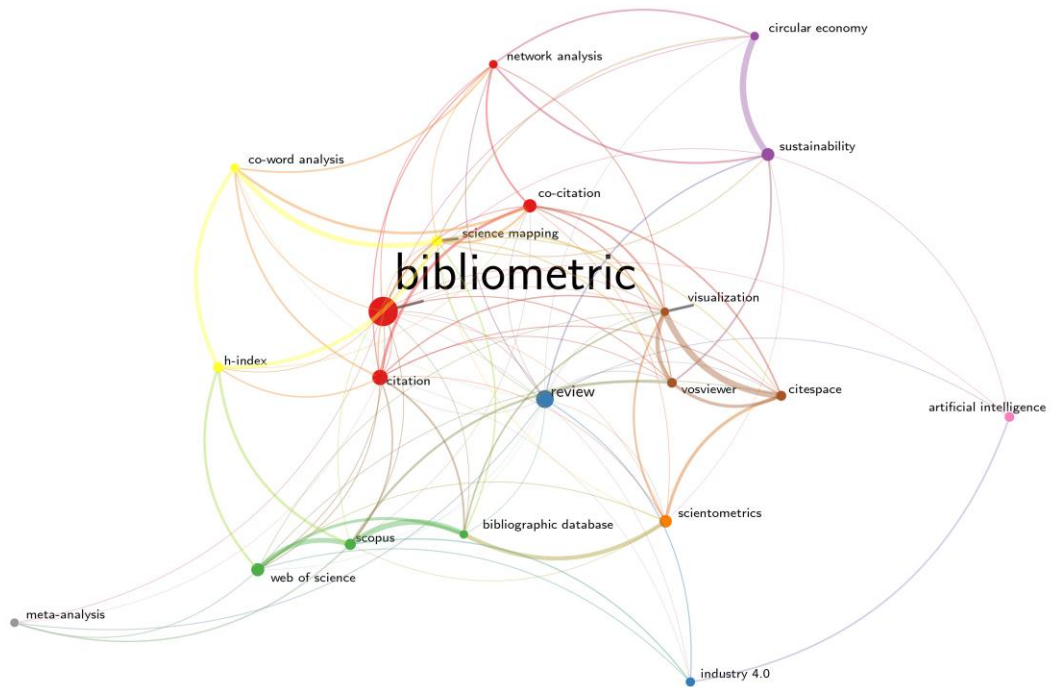 circular economy
network analysis
sustainability
co-word analysis
co-citation
science mapping
bibliometric
visualization
h-index
citation
review
vosviewer
citespace
artificial intelligence
scientometrics
bibliographic database
scopus
web of science
meta-analysis
industry 4.0